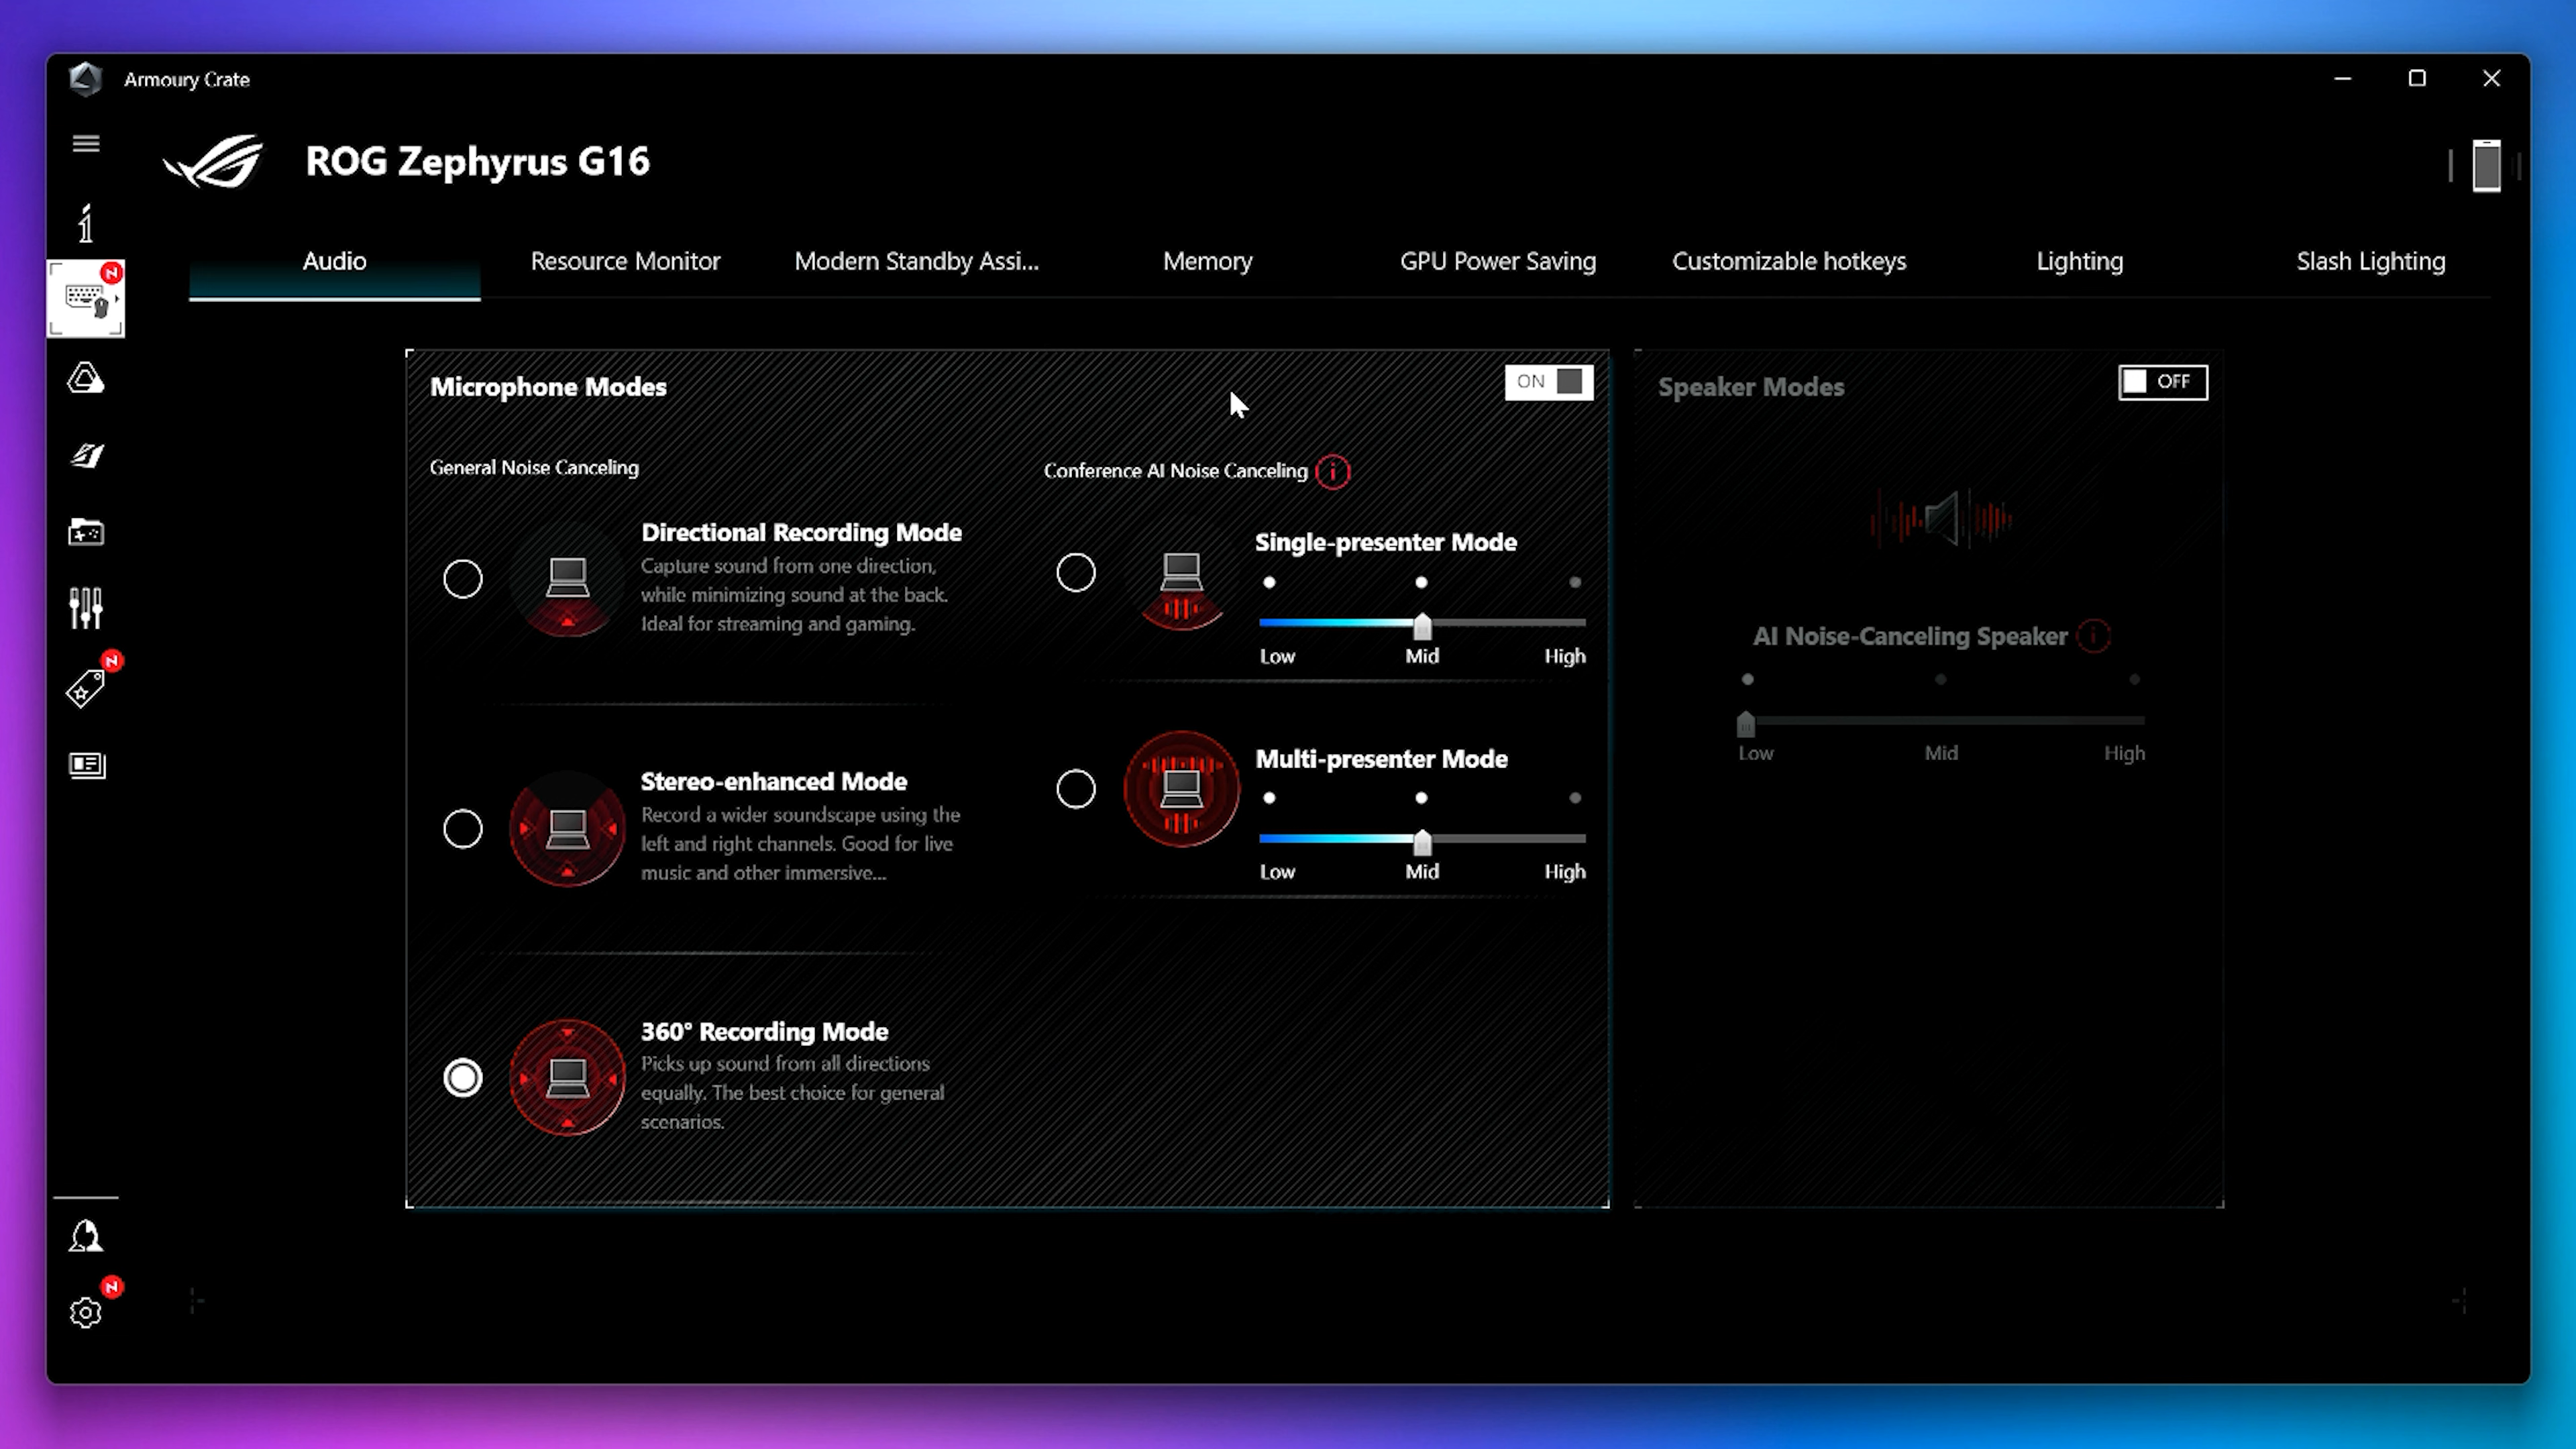 Armoury Crate
ROG Zephyrus G16
Audio
Resource Monitor
Modern Standby Assi...
Memory
GPU Power Saving
Customizable hotkeys
Lighting
Slash Lighting
Microphone Modes
ON
General Noise Canceling
Directional Recording Mode
Capture sound from one direction,
while minimizing sound at the back.
Ideal for streaming and gaming.
Stereo-enhanced Mode
Record a wider soundscape using the
left and right channels. Good for live
music and other immersive...
360° Recording Mode
Picks up sound from all directions
equally. The best choice for general
scenarios.
Conference AI Noise Canceling
Single-presenter Mode
Low Mid High
Multi-presenter Mode
Low Mid High
Speaker Modes
OFF
AI Noise-Canceling Speaker
Low Mid High